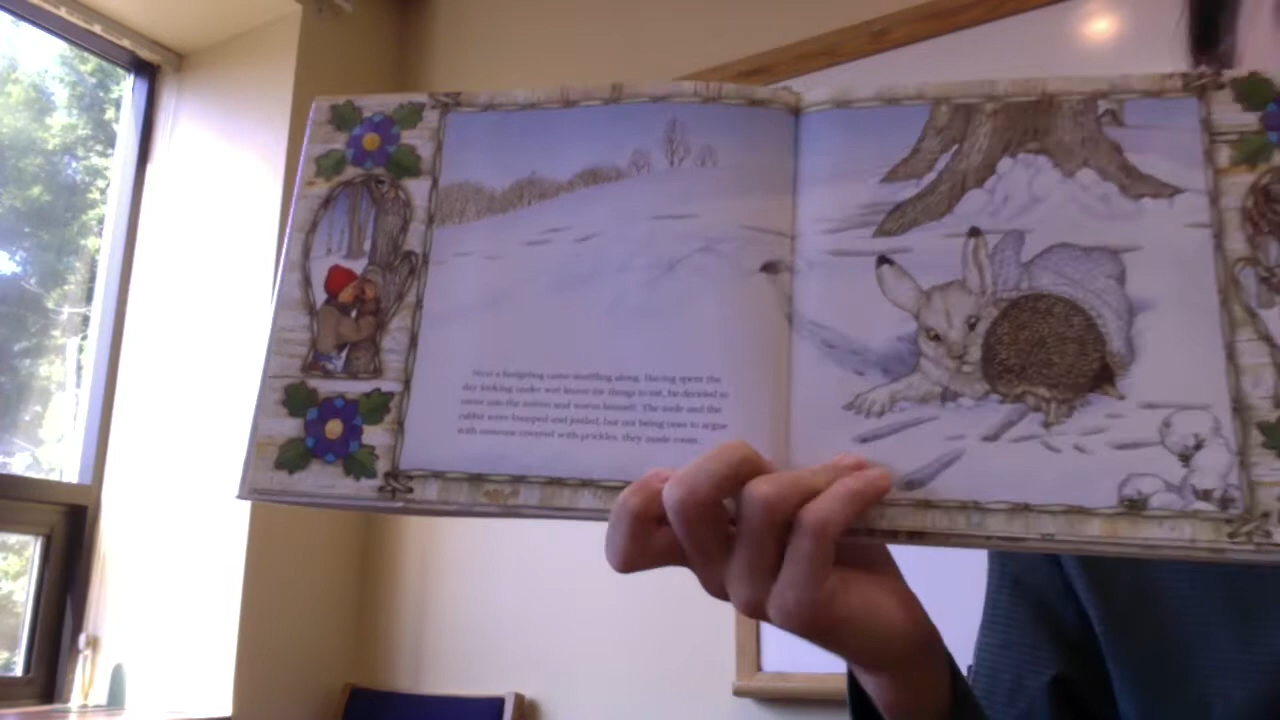 Next a hedgehog came snuffling along. Having spent the
day looking under wet leaves for things to eat, he decided to
move into the mitten and warm himself. The mole and the
rabbit were bumped and jostled, but not being ones to argue
with someone covered with prickles, they made room.